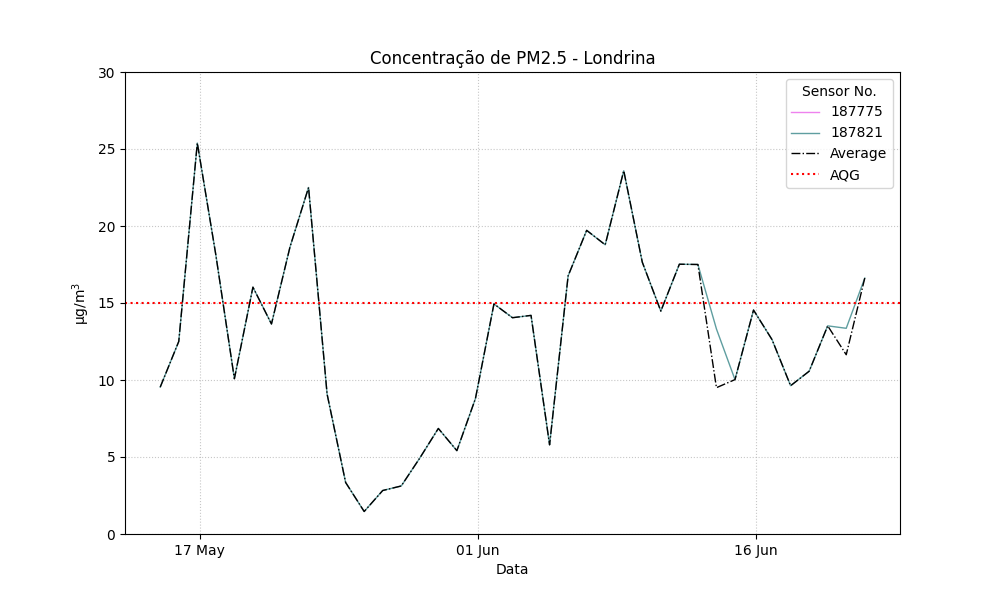 Concentração de PM2.5 - Londrina
30
25
20
15
10
5
0
µg/m³
Sensor No.
187775
187821
Average
AQG
17 May
01 Jun
16 Jun
Data